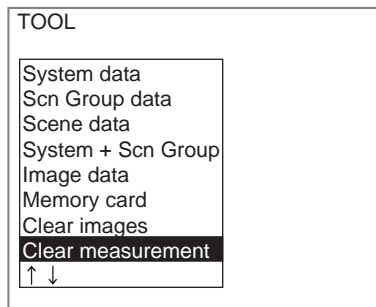 TOOL
System data
Scn Group data
Scene data
System + Scn Group
Image data
Memory card
Clear images
Clear measurement
↑ ↓